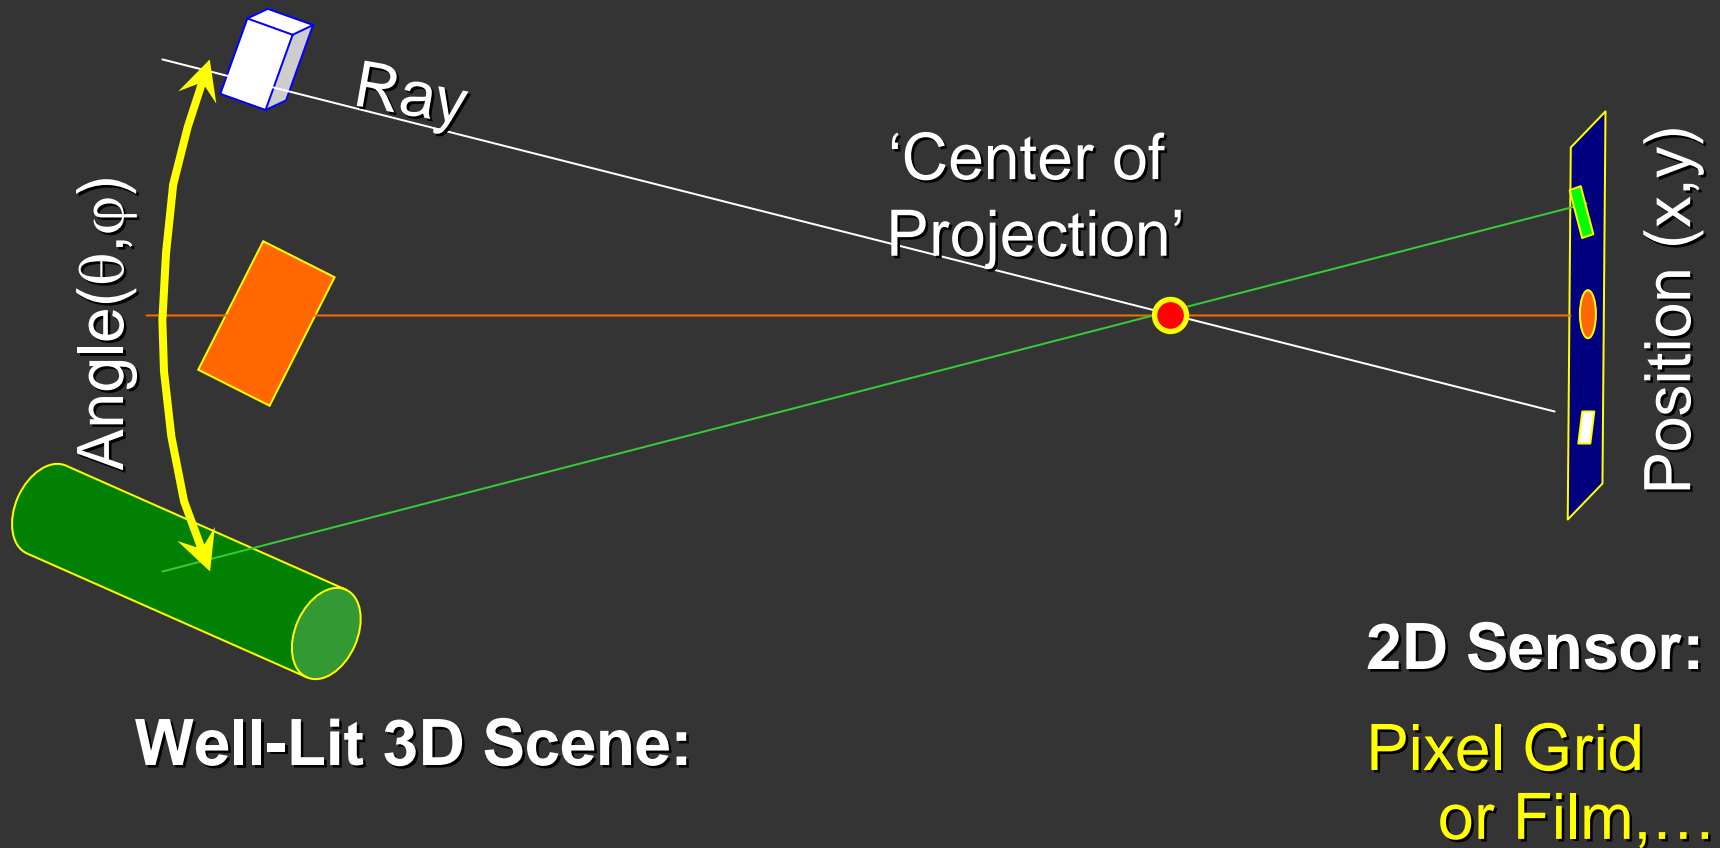 Ray
‘Center of
Projection’
Angle(θ,φ)
Position (x,y)
2D Sensor:
Well-Lit 3D Scene:
Pixel Grid
or Film,…